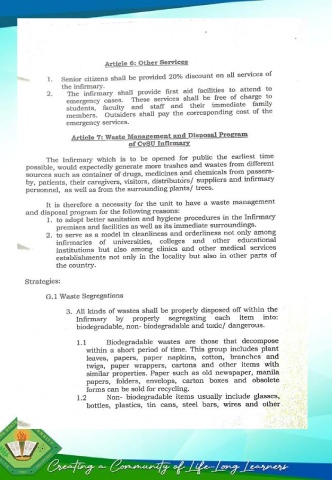 Article 6: Other Services
1. Senior citizens shall be provided 20% discount on all services of
the infirmary.
2. The infirmary shall provide first aid facilities to attend to
emergency cases. These services shall be free of charge to
students, faculty and staff and their immediate family
members. Outsiders shall pay the corresponding cost of the
emergency services.
Article 7: Waste Management and Disposal Program
of CvSU Infirmary
The Infirmary which is to be opened for public the earliest time
possible, would expectedly generate more trashes and wastes from different
sources such as container of drugs, medicines and chemicals from passers-
by, patients, their caregivers, visitors, distributors/ suppliers and infirmary
personnel, as well as from the surrounding plants/ trees.
It is therefore a necessity for the unit to have a waste management
and disposal program for the following reasons:
1. to adopt better sanitation and hygiene procedures in the Infirmary
premises and facilities as well as its immediate surroundings.
2. to serve as a model in cleanliness and orderliness not only among
infirmaries of universities, colleges and other educational
institutions but also among clinics and other medical services
establishments not only in the locality but also in other parts of
the country.
Strategies:
G.1 Waste Segregations
3. All kinds of wastes shall be properly disposed off within the
Infirmary by properly segregating each item into:
biodegradable, non- biodegradable and toxic/ dangerous.
1.1 Biodegradable wastes are those that decompose
within a short period of time. This group includes plant
leaves, papers, paper napkins, cotton, branches and
twigs, paper wrappers, cartons and other items with
similar properties. Paper such as old newspaper, manila
papers, folders, envelops, carton boxes and obsolete
forms can be sold for recycling.
1.2 Non- biodegradable items usually include glasses,
bottles, plastics, tin cans, steel bars, wires and other
Creating a Community of Life-Long Learners